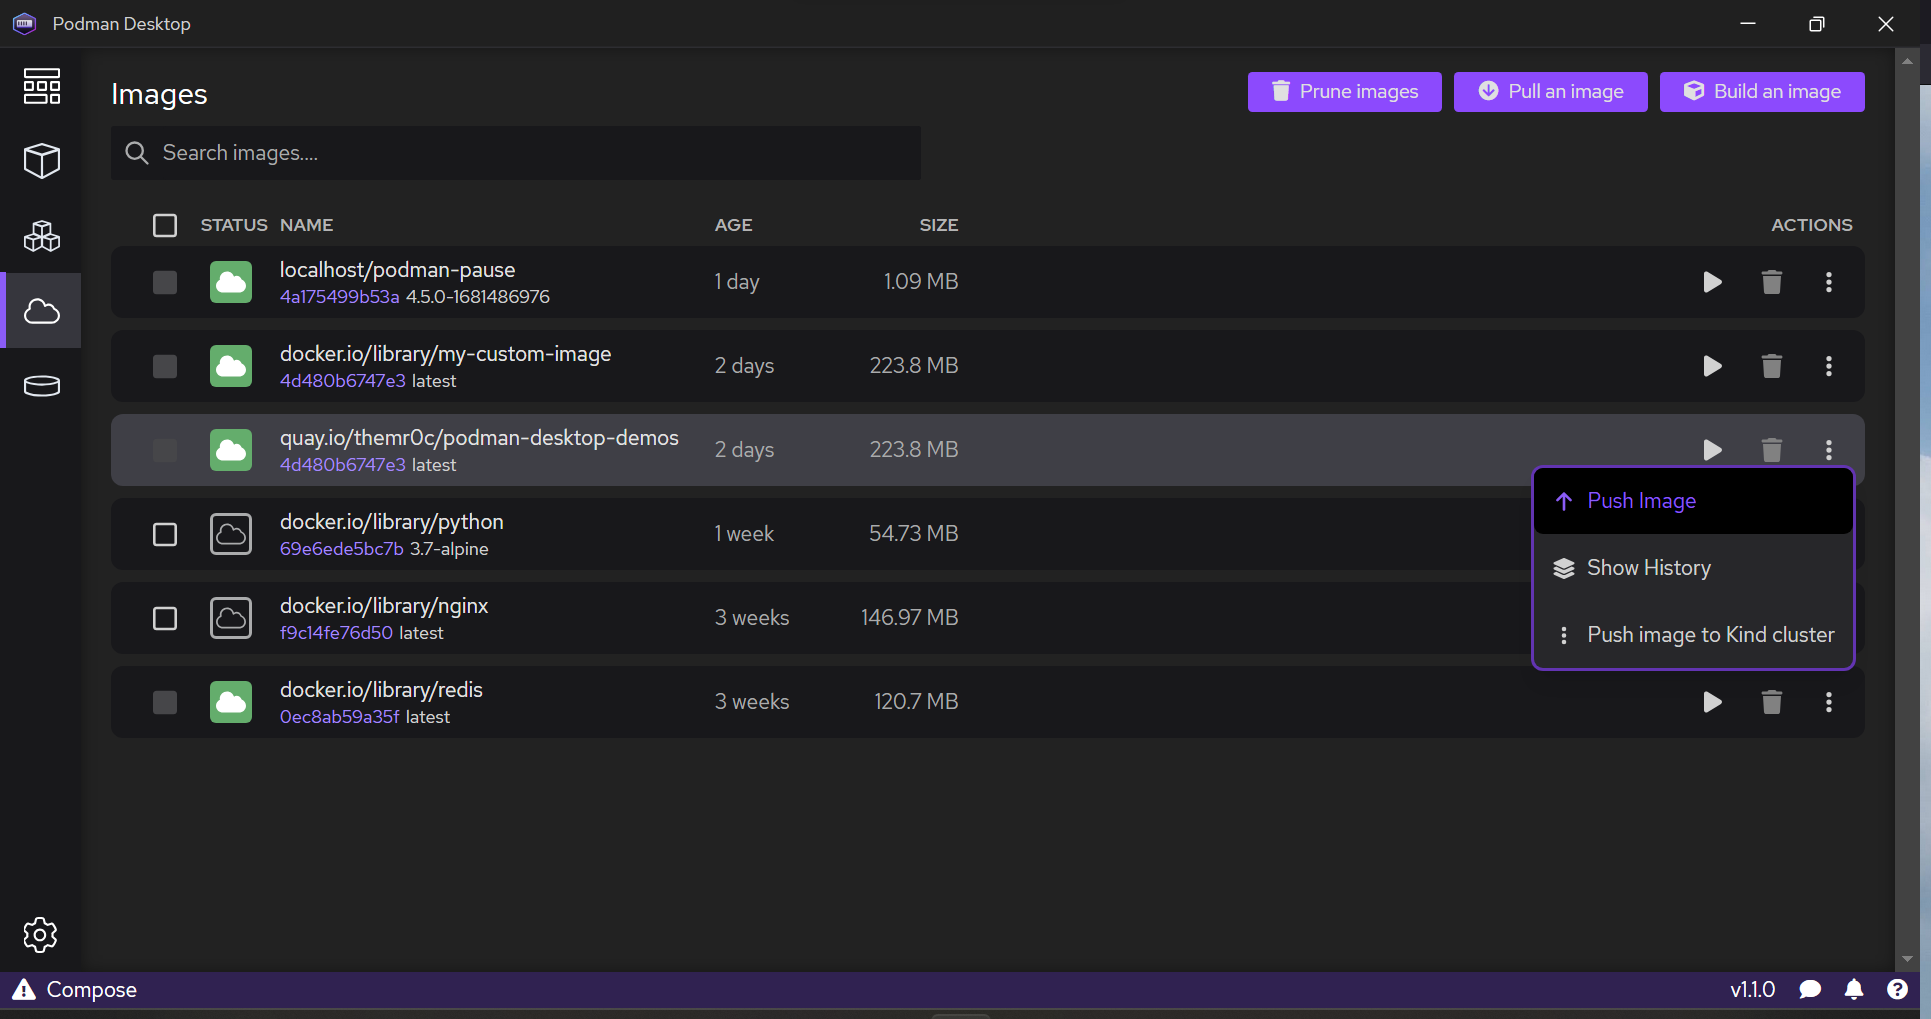 Podman Desktop
Images
Prune images
Pull an image
Build an image
Search images....
STATUS NAME AGE SIZE ACTIONS
localhost/podman-pause
4a175499b53a 4.5.0-1681486976
1 day
1.09 MB
docker.io/library/my-custom-image
4d480b6747e3 latest
2 days
223.8 MB
quay.io/themr0c/podman-desktop-demos
4d480b6747e3 latest
2 days
223.8 MB
Push Image
Show History
Push image to Kind cluster
docker.io/library/python
69e6ede5bc7b 3.7-alpine
1 week
54.73 MB
docker.io/library/nginx
f9c14fe76d50 latest
3 weeks
146.97 MB
docker.io/library/redis
0ec8ab59a35f latest
3 weeks
120.7 MB
Compose
v1.1.0